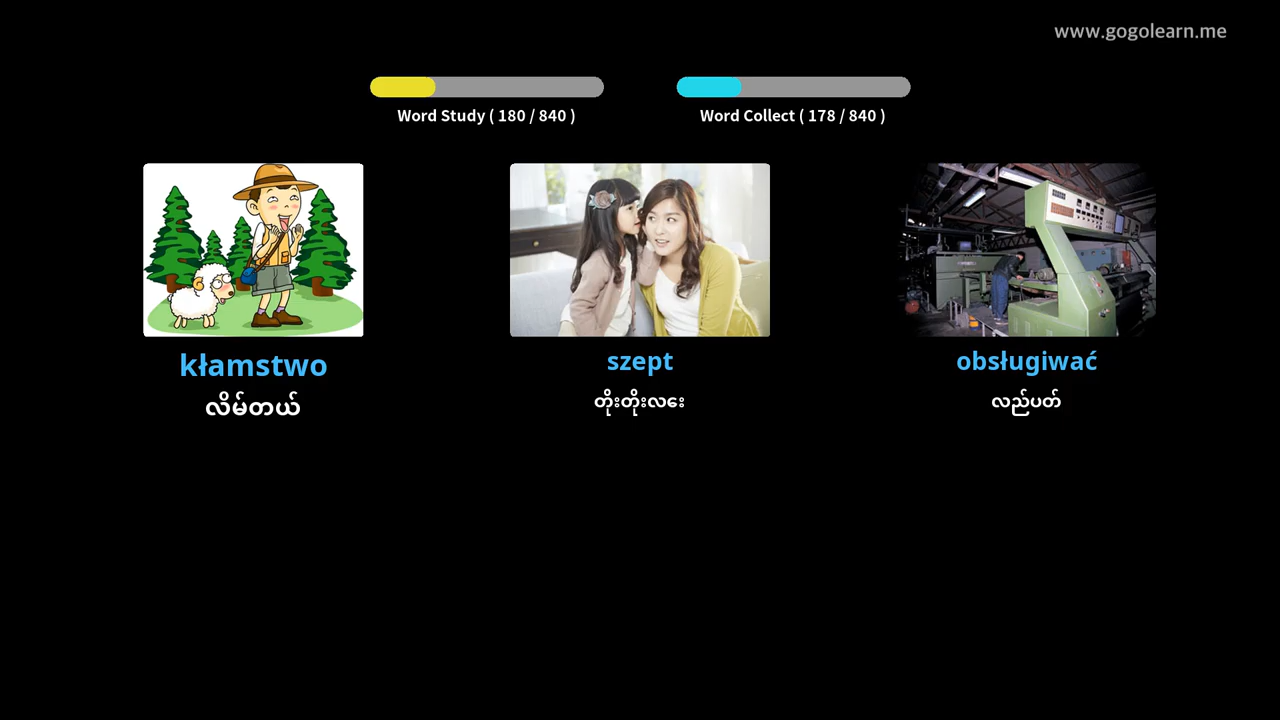 www.gogolearn.me
Word Study ( 180 / 840 )
Word Collect ( 178 / 840 )
kłamstwo
szept
obsługiwać
လိမ်တယ်
တိုးတိုးလေး
လည်ပတ်